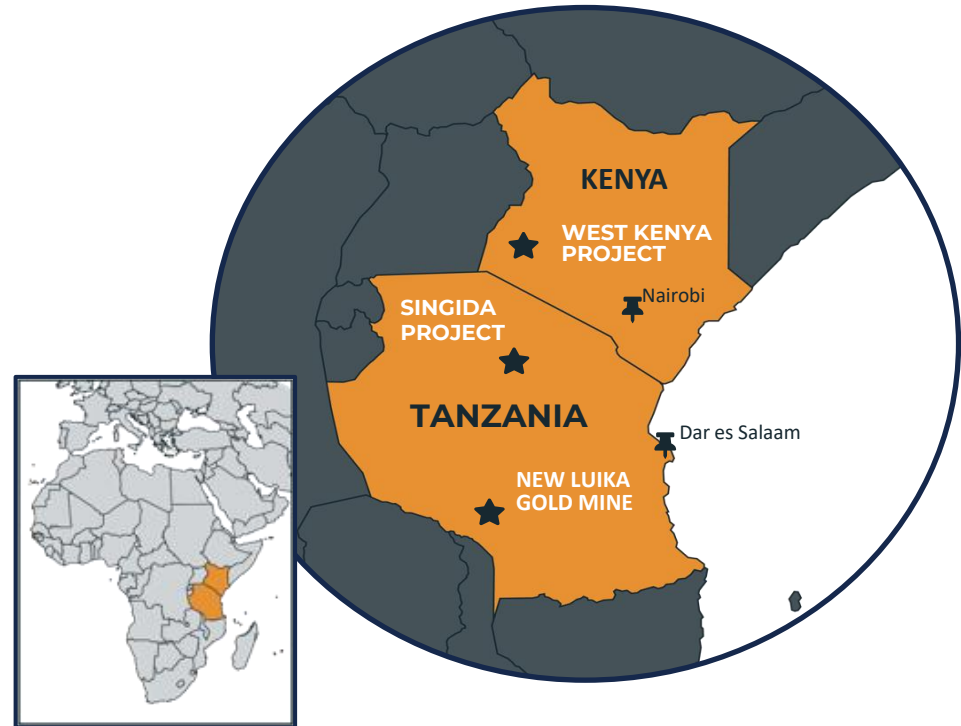 KENYA
WEST KENYA
PROJECT
Nairobi
SINGIDA
PROJECT
TANZANIA
Dar es Salaam
NEW LUIKA
GOLD MINE